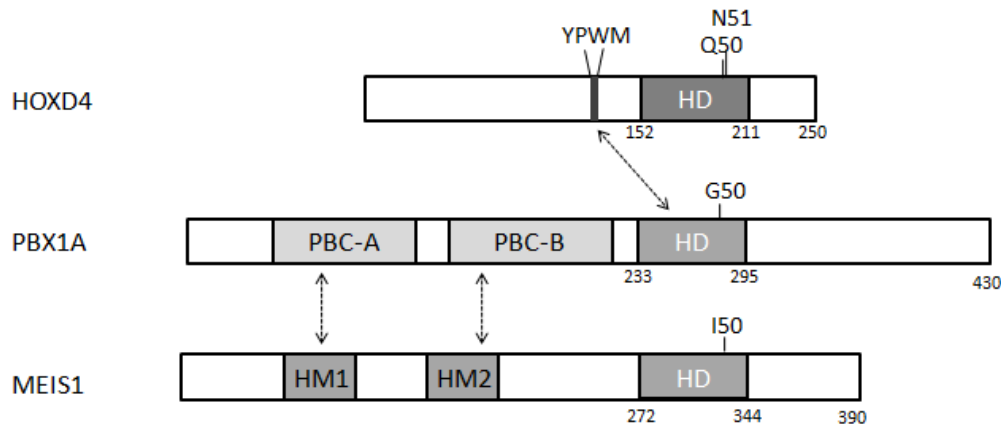 N51
YPWM
Q50
HOXD4
HD
152
211
250
G50
PBX1A
PBC-A
PBC-B
HD
233
295
430
I50
MEIS1
HM1
HM2
HD
272
344
390